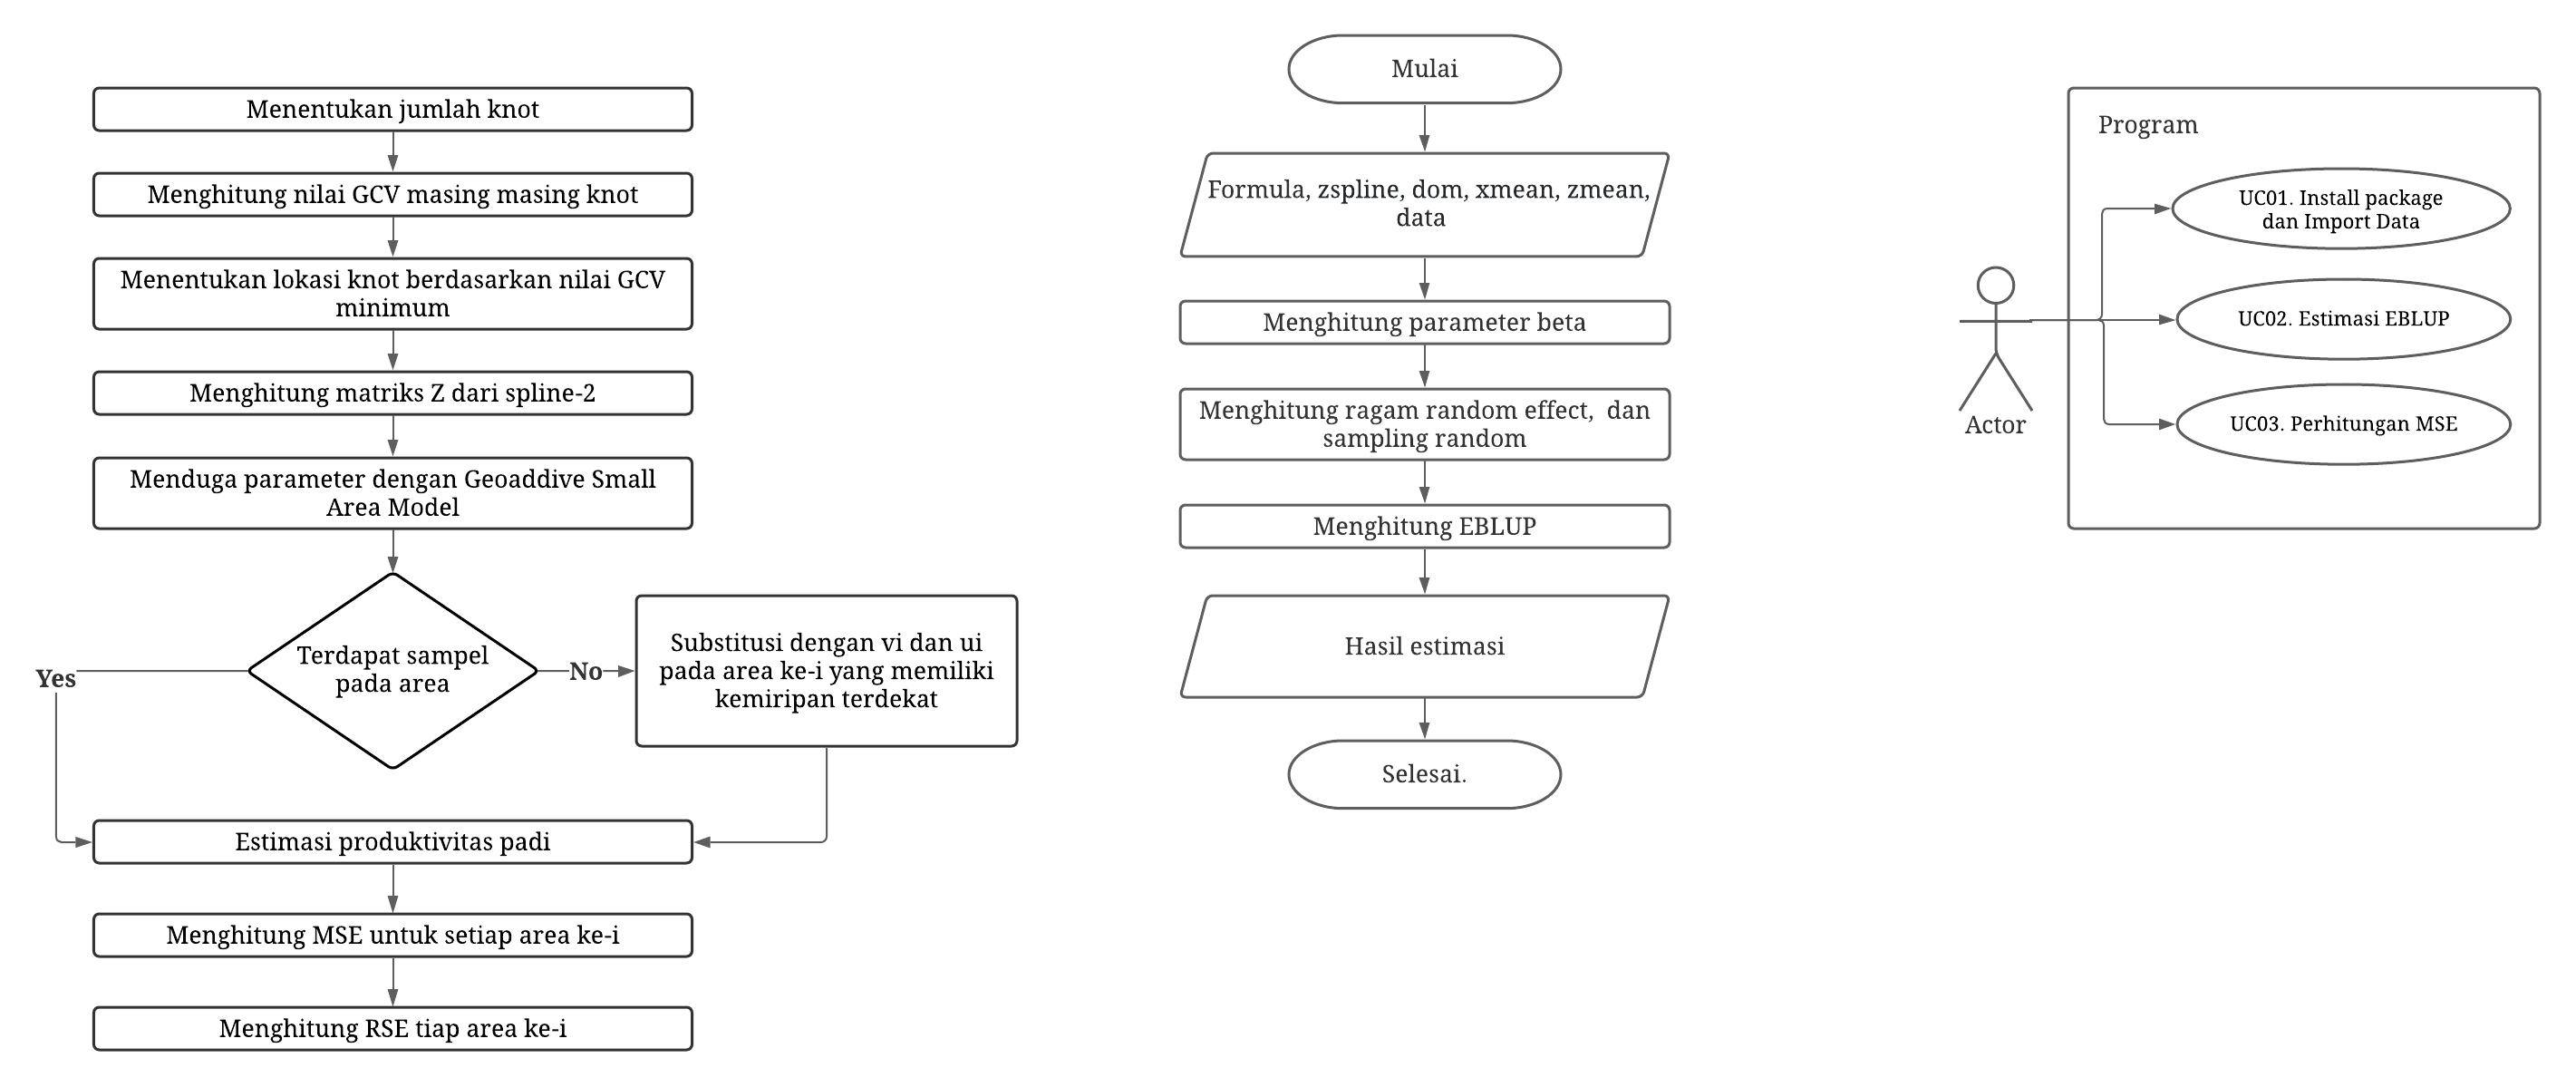 Menentukan jumlah knot
Menghitung nilai GCV masing masing knot
Menentukan lokasi knot berdasarkan nilai GCV
minimum
Menghitung matriks Z dari spline-2
Menduga parameter dengan Geoaddive Small
Area Model
Terdapat sampel
pada area
Yes
No
Substitusi dengan vi dan ui
pada area ke-i yang memiliki
kemiripan terdekat
Estimasi produktivitas padi
Menghitung MSE untuk setiap area ke-i
Menghitung RSE tiap area ke-i
Mulai
Formula, zspline, dom, xmean, zmean,
data
Menghitung parameter beta
Menghitung ragam random effect,  dan
sampling random
Menghitung EBLUP
Hasil estimasi
Selesai.
Actor
Program
UC01. Install package
dan Import Data
UC02. Estimasi EBLUP
UC03. Perhitungan MSE